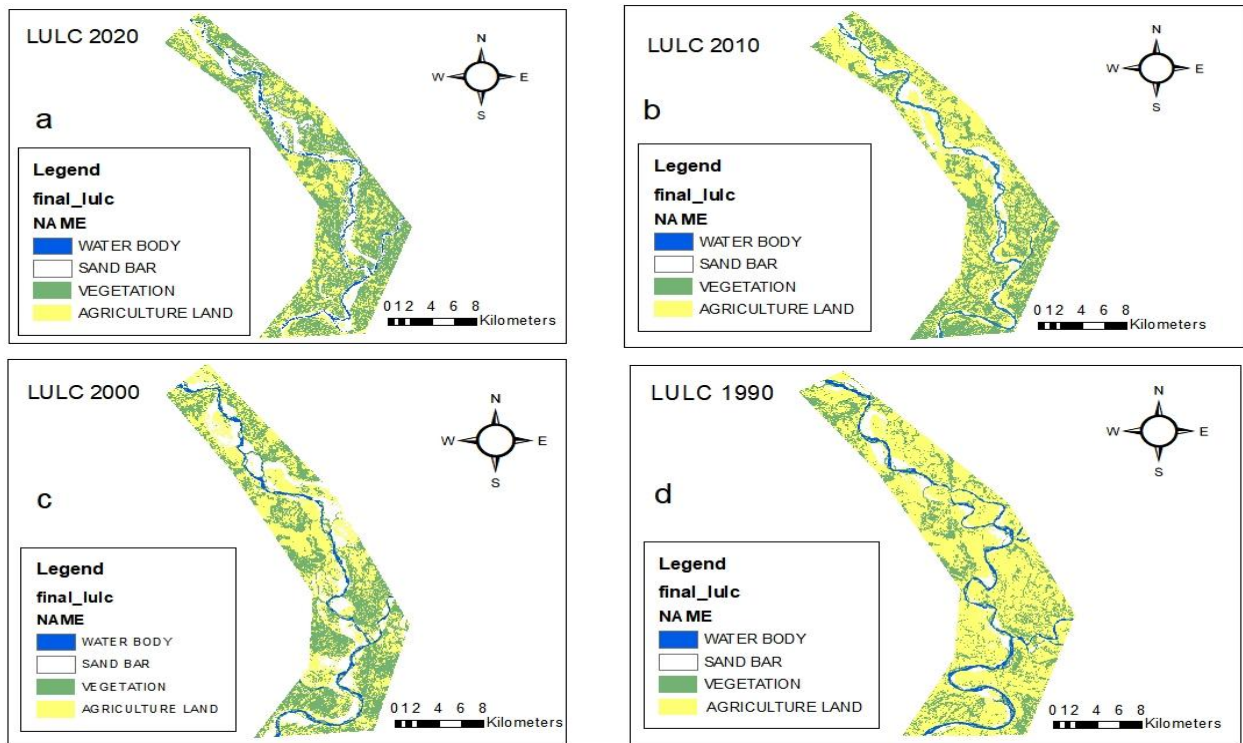 LULC 2020
N
W E
S
a
Legend
final_lulc
NAME
WATER BODY
SAND BAR
VEGETATION
AGRICULTURE LAND
0 1 2 4 6 8
Kilometers
LULC 2010
N
W E
S
b
Legend
final_lulc
NAME
WATER BODY
SAND BAR
VEGETATION
AGRICULTURE LAND
0 1 2 4 6 8
Kilometers
LULC 2000
N
W E
S
c
Legend
final_lulc
NAME
WATER BODY
SAND BAR
VEGETATION
AGRICULTURE LAND
0 1 2 4 6 8
Kilometers
LULC 1990
N
W E
S
d
Legend
final_lulc
NAME
WATER BODY
SAND BAR
VEGETATION
AGRICULTURE LAND
0 1 2 4 6 8
Kilometers